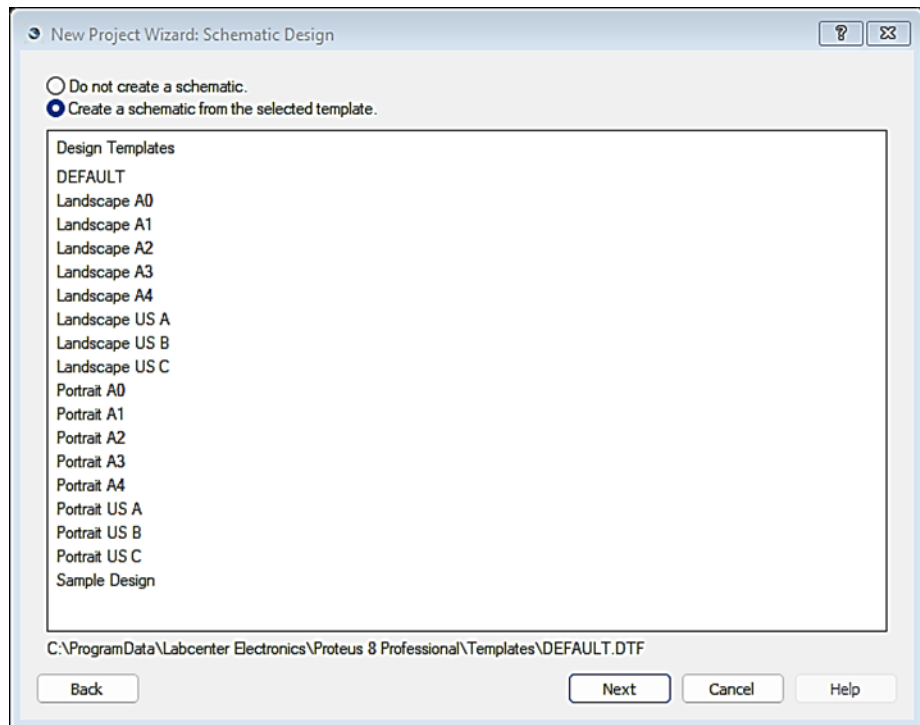 New Project Wizard: Schematic Design
Do not create a schematic.
Create a schematic from the selected template.
Design Templates
DEFAULT
Landscape A0
Landscape A1
Landscape A2
Landscape A3
Landscape A4
Landscape US A
Landscape US B
Landscape US C
Portrait A0
Portrait A1
Portrait A2
Portrait A3
Portrait A4
Portrait US A
Portrait US B
Portrait US C
Sample Design
C:\ProgramData\Labcenter Electronics\Proteus 8 Professional\Templates\DEFAULT.DTF
Back Next Cancel Help